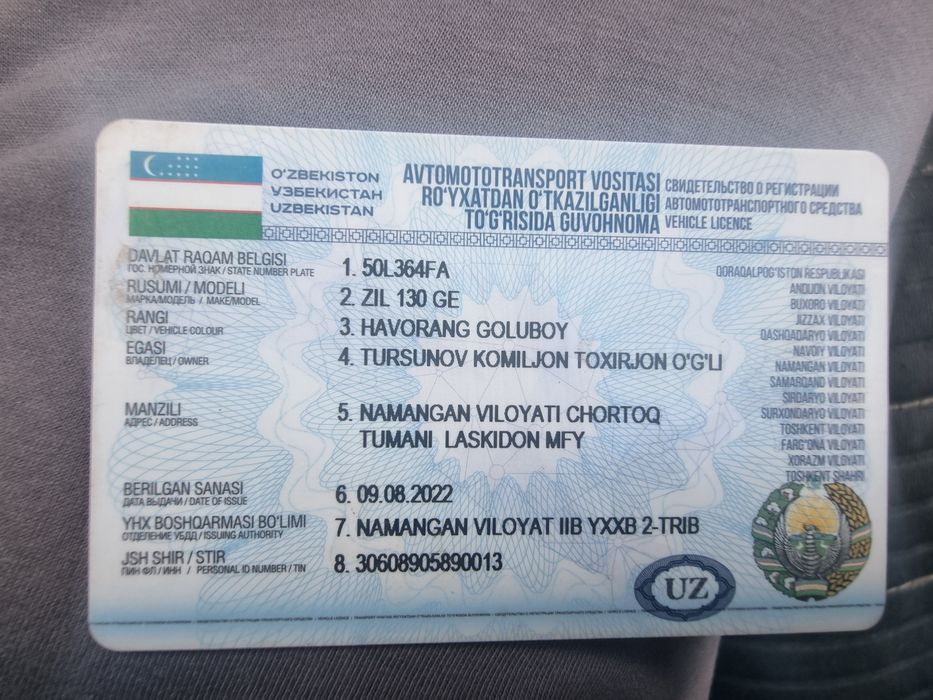 O'ZBEKISTON
ЎЗБЕКИСТАН
UZBEKISTAN
AVTOMOTOTRANSPORT VOSITASI
RO'YXATDAN O'TKAZILGANLIGI
TO'G'RISIDA GUVOHNOMA
СВИДЕТЕЛЬСТВО О РЕГИСТРАЦИИ
АВТОМОТОТРАНСПОРТНОГО СРЕДСТВА
VEHICLE LICENCE
DAVLAT RAQAM BELGISI
ГОС. НОМЕРНОЙ ЗНАК / STATE NUMBER PLATE
1. 50L364FA
RUSUMI / MODELI
МАРКА/МОДЕЛЬ / MAKE/MODEL
2. ZIL 130 GE
RANGI
ЦВЕТ / VEHICLE COLOUR
3. HAVORANG GOLUBOY
EGASI
ВЛАДЕЛЕЦ / OWNER
4. TURSUNOV KOMILJON TOXIRJON O'G'LI
MANZILI
АДРЕС / ADDRESS
5. NAMANGAN VILOYATI CHORTOQ
TUMANI LASKIDON MFY
BERILGAN SANASI
ДАТА ВЫДАЧИ / DATE OF ISSUE
6. 09.08.2022
YHX BOSHQARMASI BO'LIMI
ОТДЕЛЕНИЕ УБДД / ISSUING AUTHORITY
7. NAMANGAN VILOYAT IIB YXXB 2-TRIB
JSH SHIR / STIR
ПИН ФЛ / ИНН / PERSONAL ID NUMBER / TIN
8. 30608905890013
QORAQALPOG'ISTON RESPUBLIKASI
ANDIJON VILOYATI
BUXORO VILOYATI
JIZZAX VILOYATI
QASHQADARYO VILOYATI
NAVOIY VILOYATI
NAMANGAN VILOYATI
SAMARQAND VILOYATI
SIRDARYO VILOYATI
SURXONDARYO VILOYATI
TOSHKENT VILOYATI
FARG'ONA VILOYATI
XORAZM VILOYATI
TOSHKENT SHAHRI
UZ